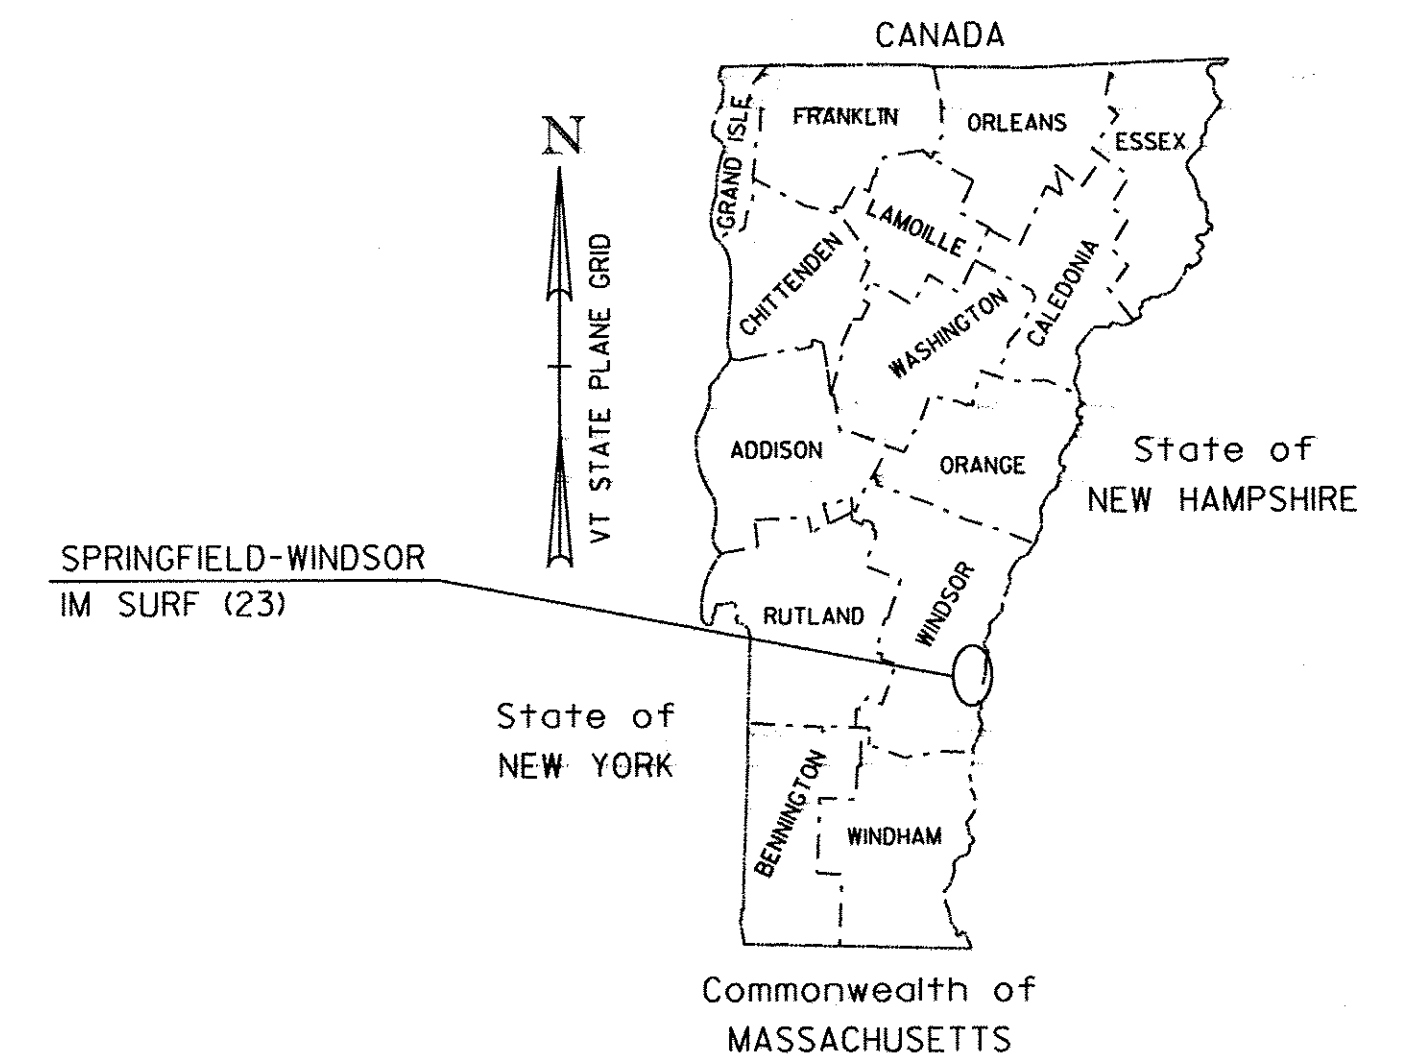 CANADA
N
VT STATE PLANE GRID
GRAND ISLE
FRANKLIN
ORLEANS
ESSEX
LAMOILLE
CHITTENDEN
CALEDONIA
WASHINGTON
ADDISON
ORANGE
State of
NEW HAMPSHIRE
SPRINGFIELD-WINDSOR
IM SURF (23)
RUTLAND
WINDSOR
State of
NEW YORK
BENNINGTON
WINDHAM
Commonwealth of
MASSACHUSETTS